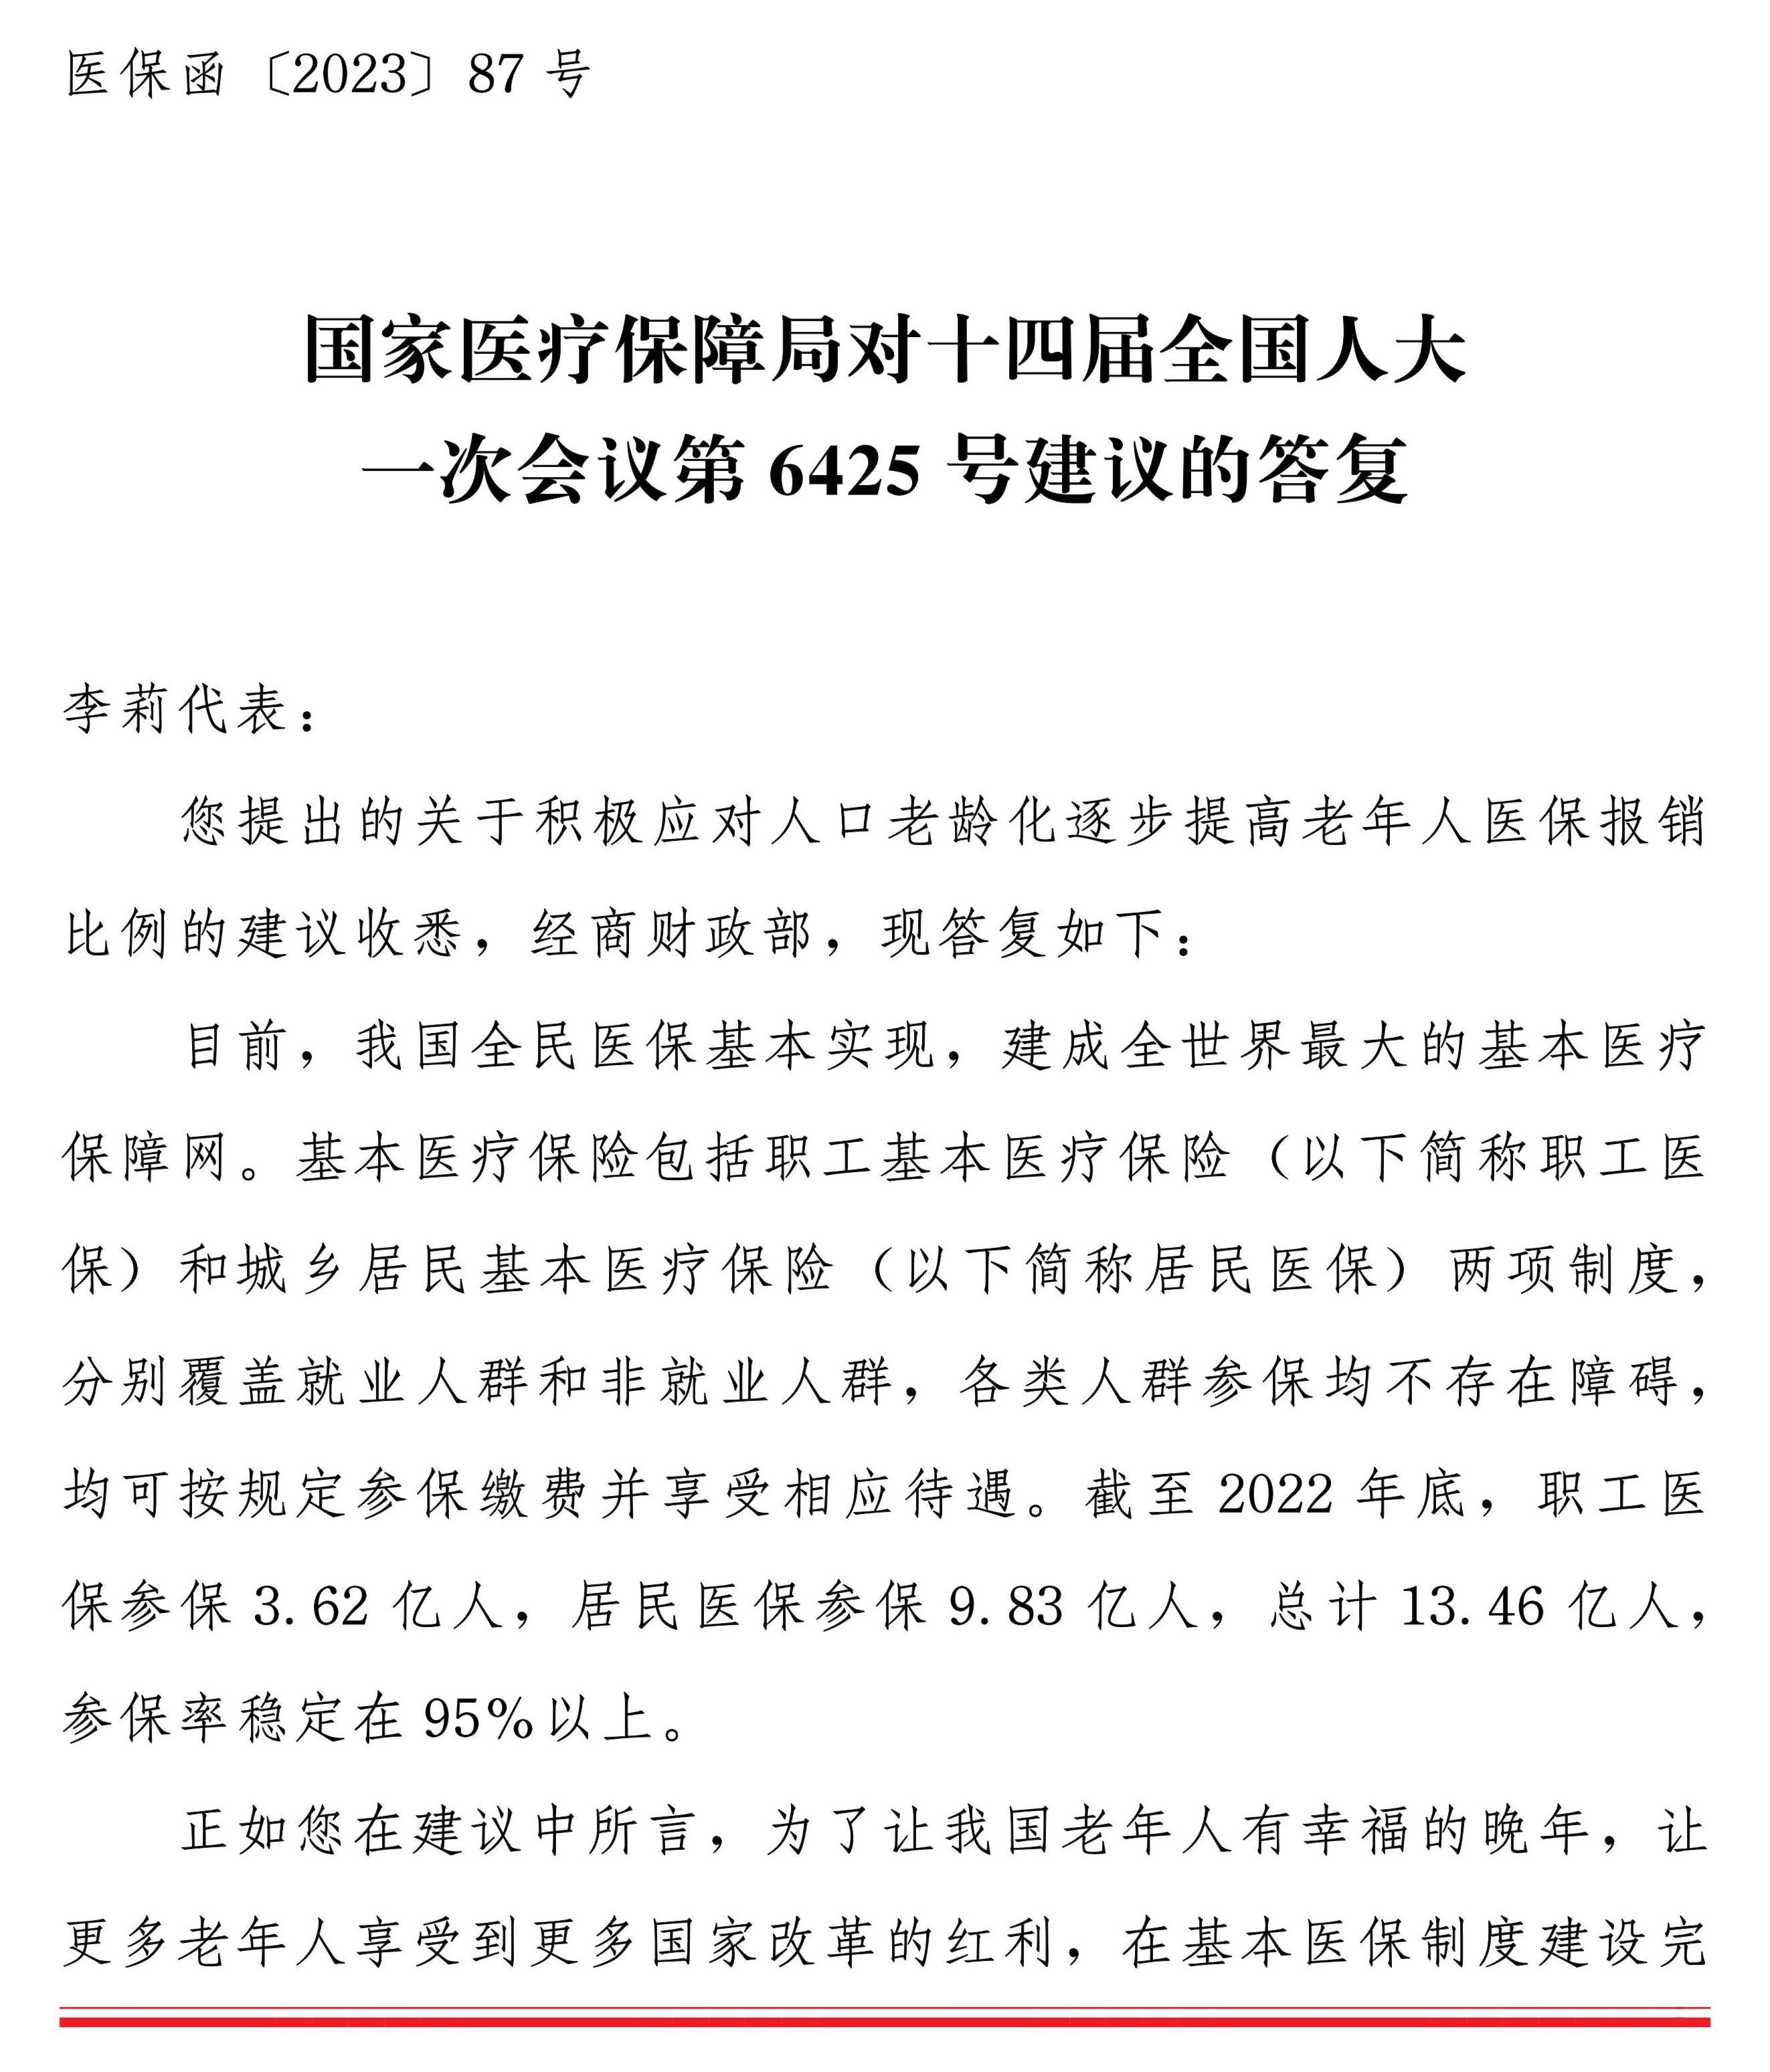 医保函〔2023〕87 号
国家医疗保障局对十四届全国人大
一次会议第 6425 号建议的答复
李莉代表：
您提出的关于积极应对人口老龄化逐步提高老年人医保报销
比例的建议收悉，经商财政部，现答复如下：
目前，我国全民医保基本实现，建成全世界最大的基本医疗
保障网。基本医疗保险包括职工基本医疗保险（以下简称职工医
保）和城乡居民基本医疗保险（以下简称居民医保）两项制度，
分别覆盖就业人群和非就业人群，各类人群参保均不存在障碍，
均可按规定参保缴费并享受相应待遇。截至 2022 年底，职工医
保参保 3.62 亿人，居民医保参保 9.83 亿人，总计 13.46 亿人，
参保率稳定在 95%以上。
正如您在建议中所言，为了让我国老年人有幸福的晚年，让
更多老年人享受到更多国家改革的红利，在基本医保制度建设完